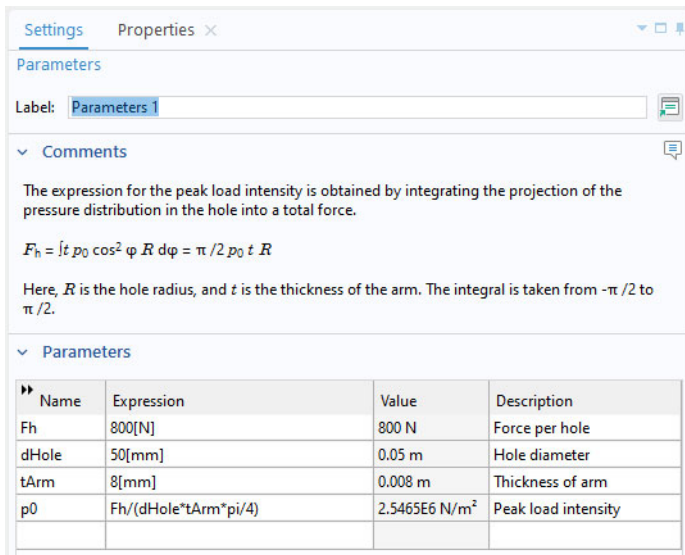 Settings Properties ×
Parameters
Label: Parameters 1
Comments
The expression for the peak load intensity is obtained by integrating the projection of the
pressure distribution in the hole into a total force.
Fₕ = ∫t p₀ cos² φ R dφ = π /2 p₀ t R
Here, R is the hole radius, and t is the thickness of the arm. The integral is taken from -π /2 to
π /2.
Parameters
Name Expression Value Description
Fh 800[N] 800 N Force per hole
dHole 50[mm] 0.05 m Hole diameter
tArm 8[mm] 0.008 m Thickness of arm
p0 Fh/(dHole*tArm*pi/4) 2.5465E6 N/m² Peak load intensity